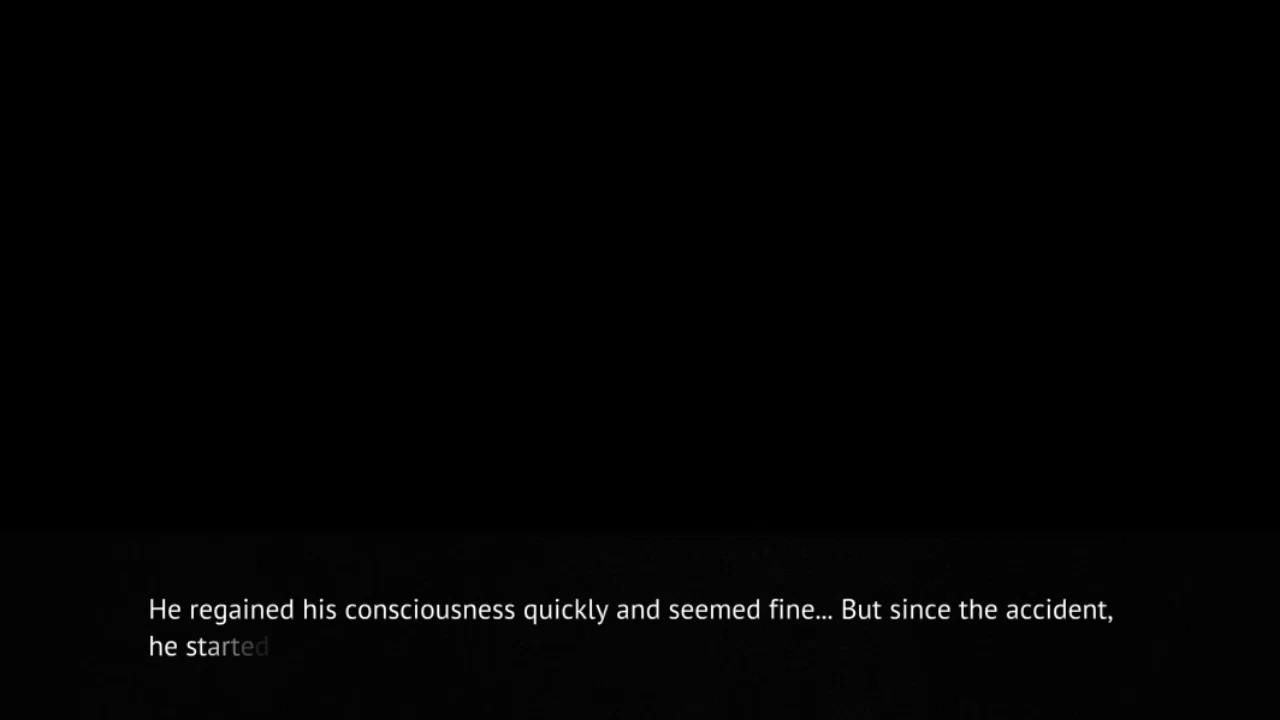 He regained his consciousness quickly and seemed fine... But since the accident,
he started